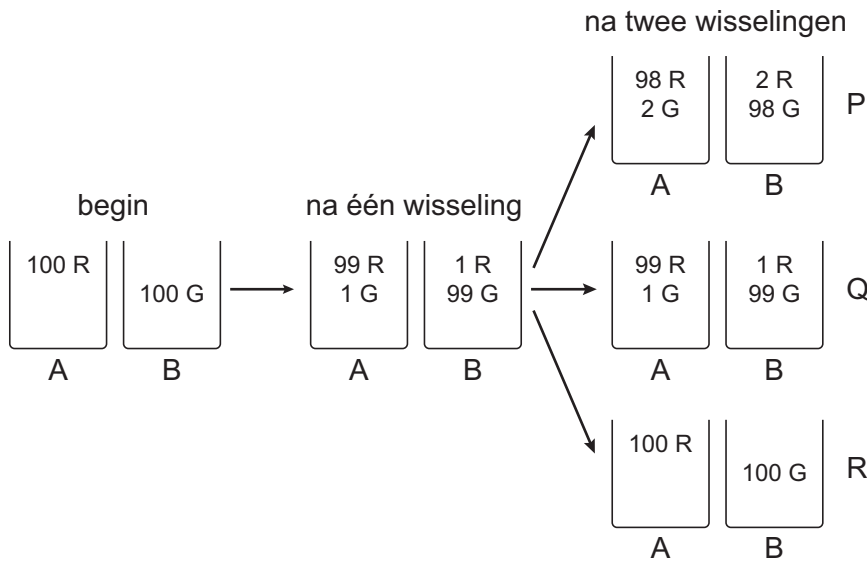 na twee wisselingen
98 R
2 G
A
2 R
98 G
B
P
begin
100 R
A
100 G
B
na één wisseling
99 R
1 G
A
1 R
99 G
B
99 R
1 G
A
1 R
99 G
B
Q
100 R
A
100 G
B
R